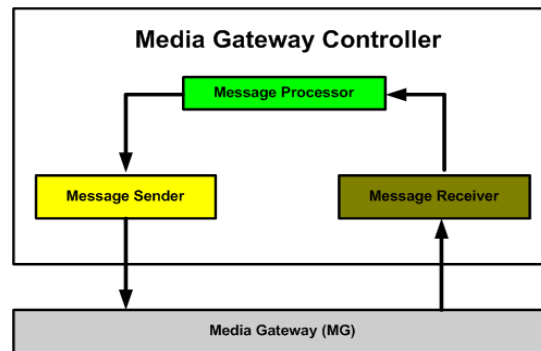 Media Gateway Controller
Message Processor
Message Sender
Message Receiver
Media Gateway (MG)